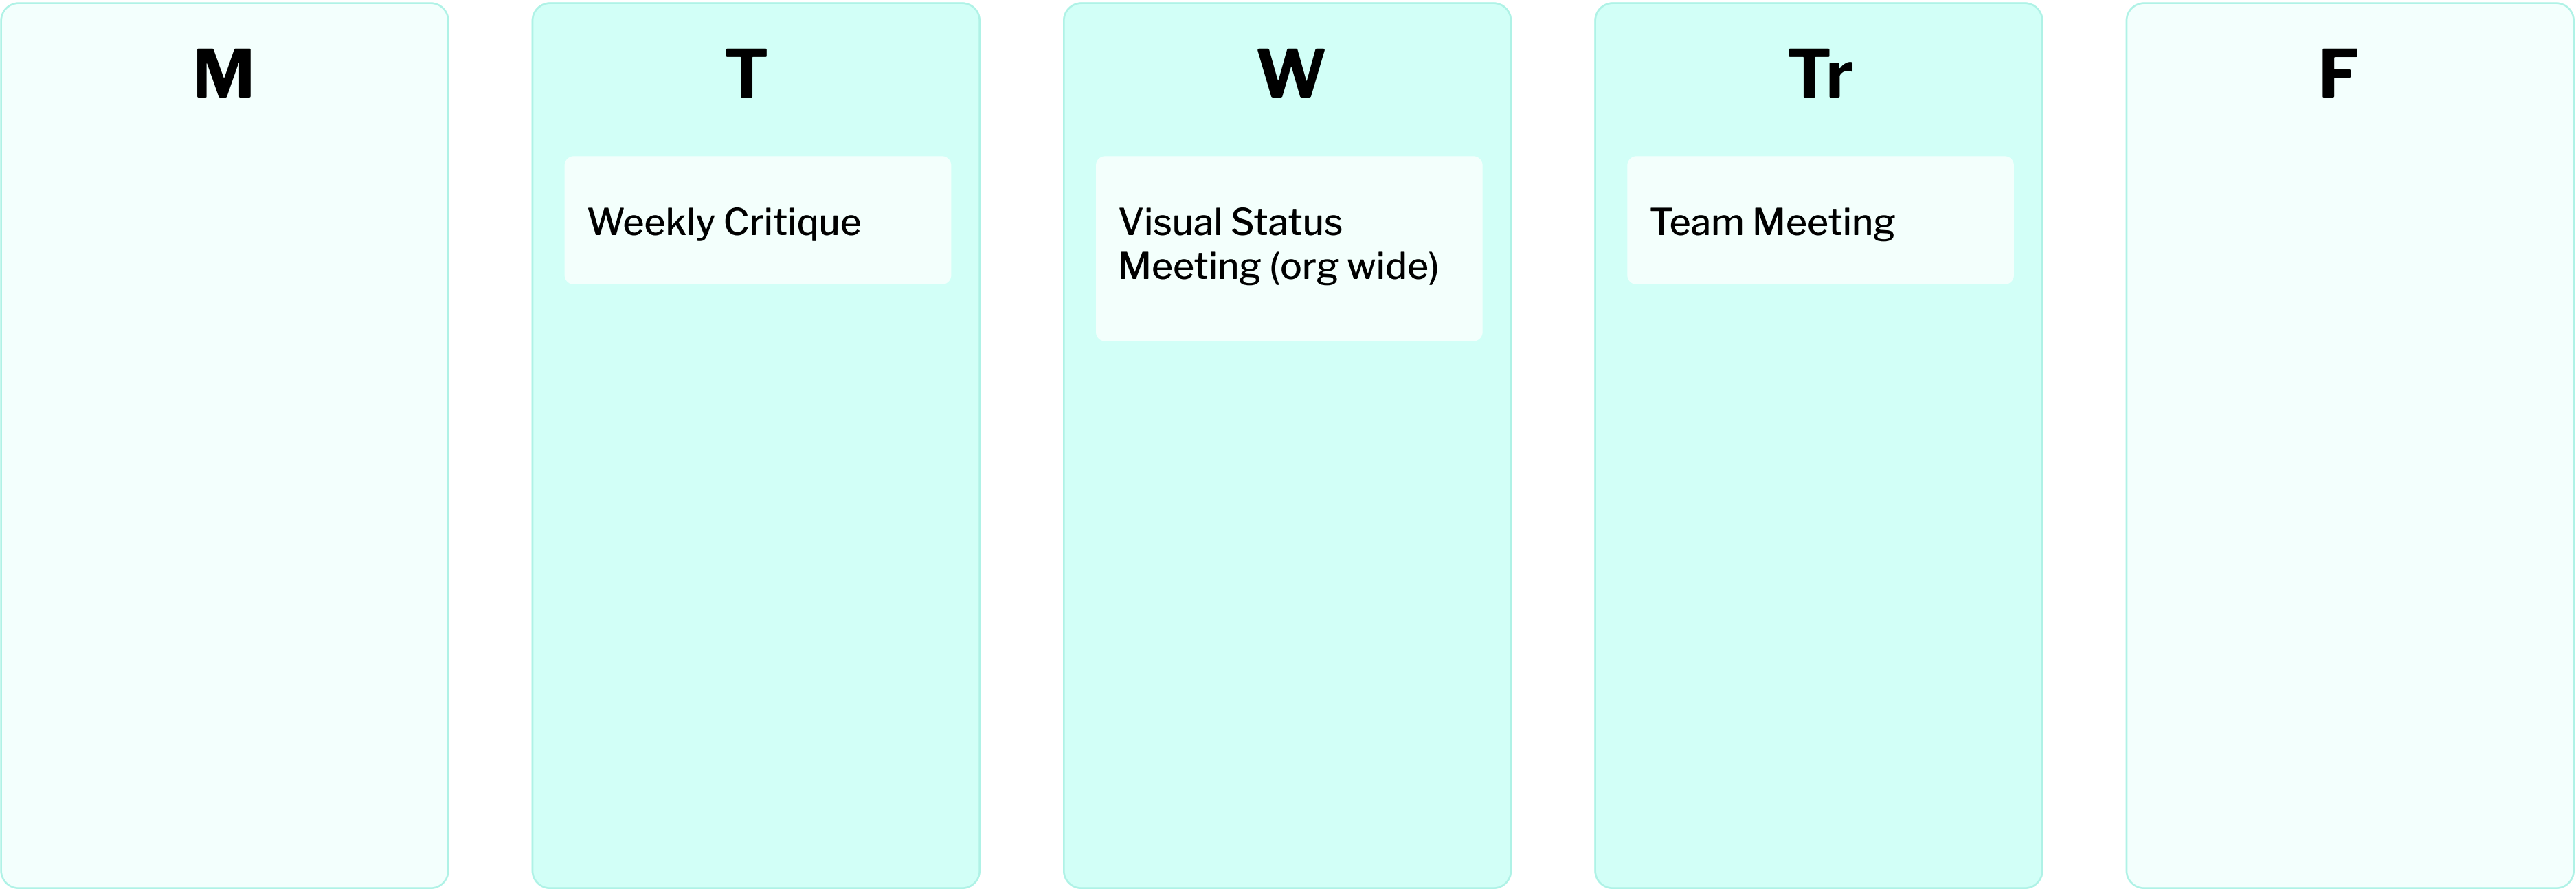 M
T
W
Tr
F
Weekly Critique
Visual Status
Meeting (org wide)
Team Meeting